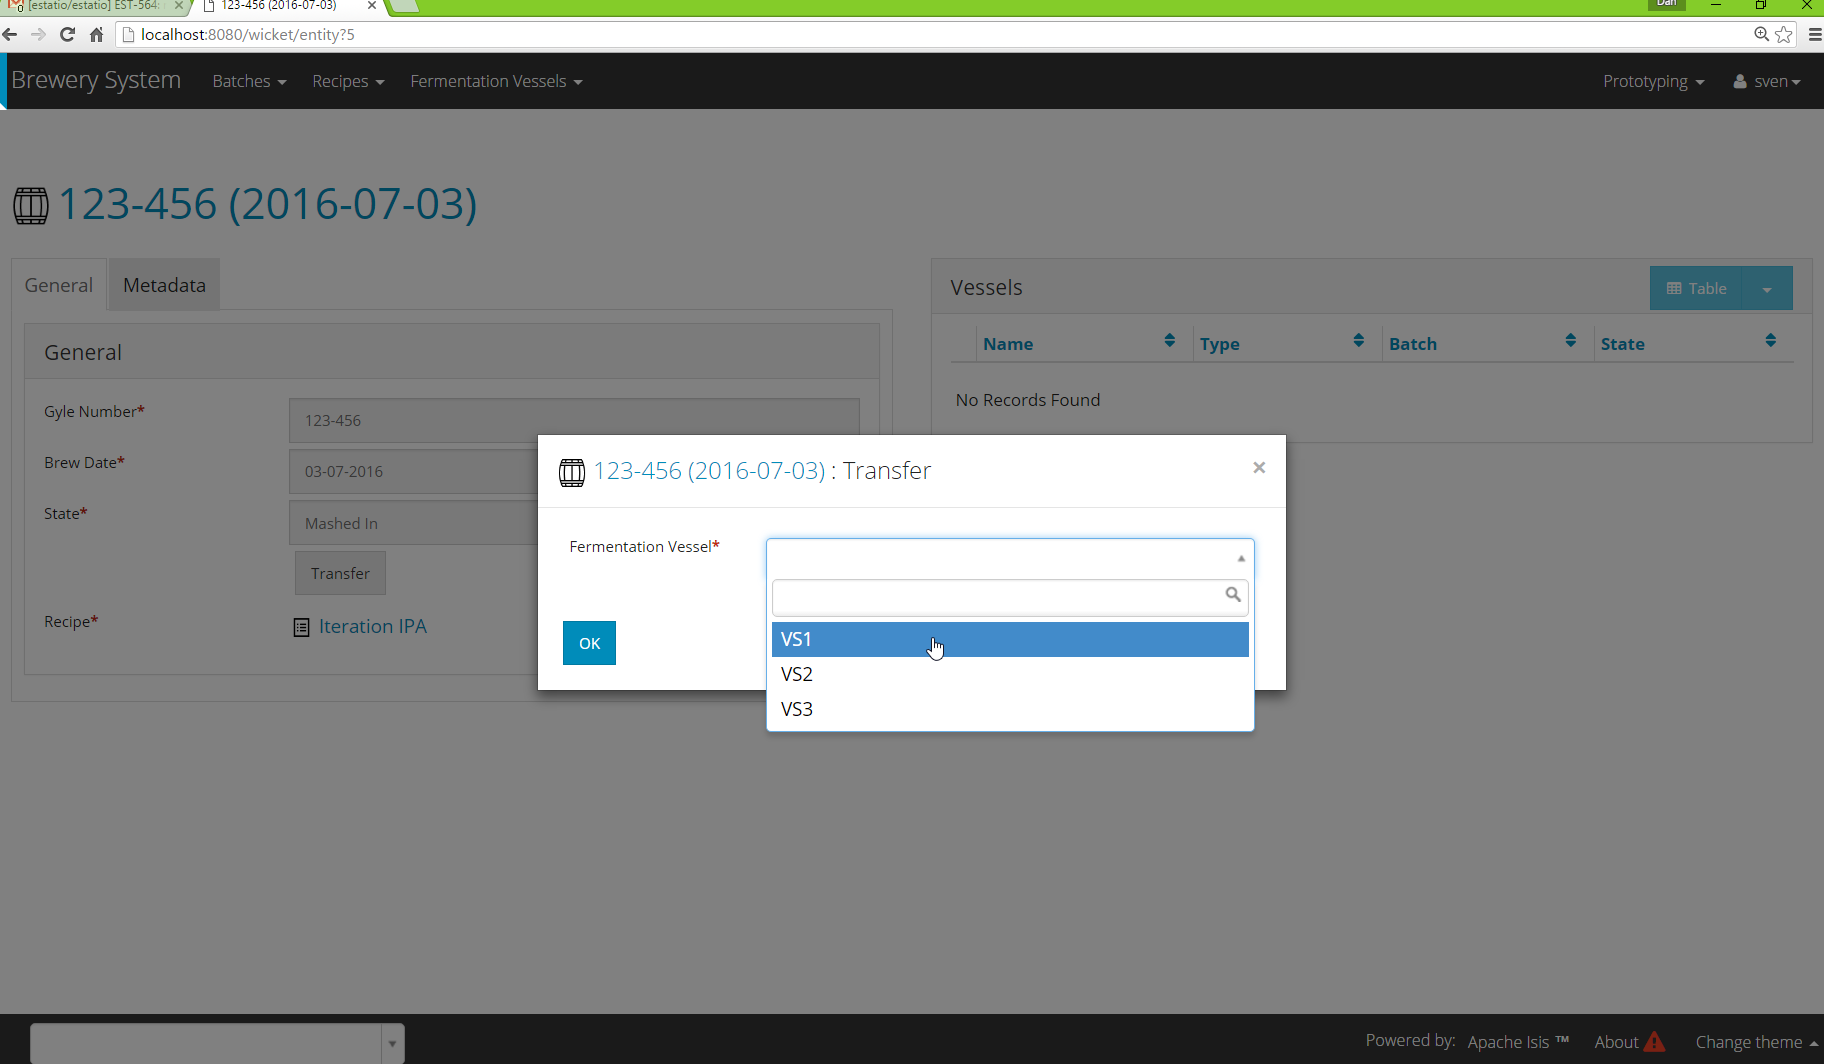 [estatio/estatio] EST-564:
123-456 (2016-07-03)
Dan
localhost:8080/wicket/entity?5
Brewery System Batches Recipes Fermentation Vessels Prototyping sven
123-456 (2016-07-03)
General Metadata
General
Gyle Number* 123-456
Brew Date* 03-07-2016
State* Mashed In
Transfer
Recipe* Iteration IPA
Vessels Table
Name Type Batch State
No Records Found
123-456 (2016-07-03) : Transfer ×
Fermentation Vessel*
VS1
VS2
VS3
OK
Powered by: Apache Isis ™ About Change theme